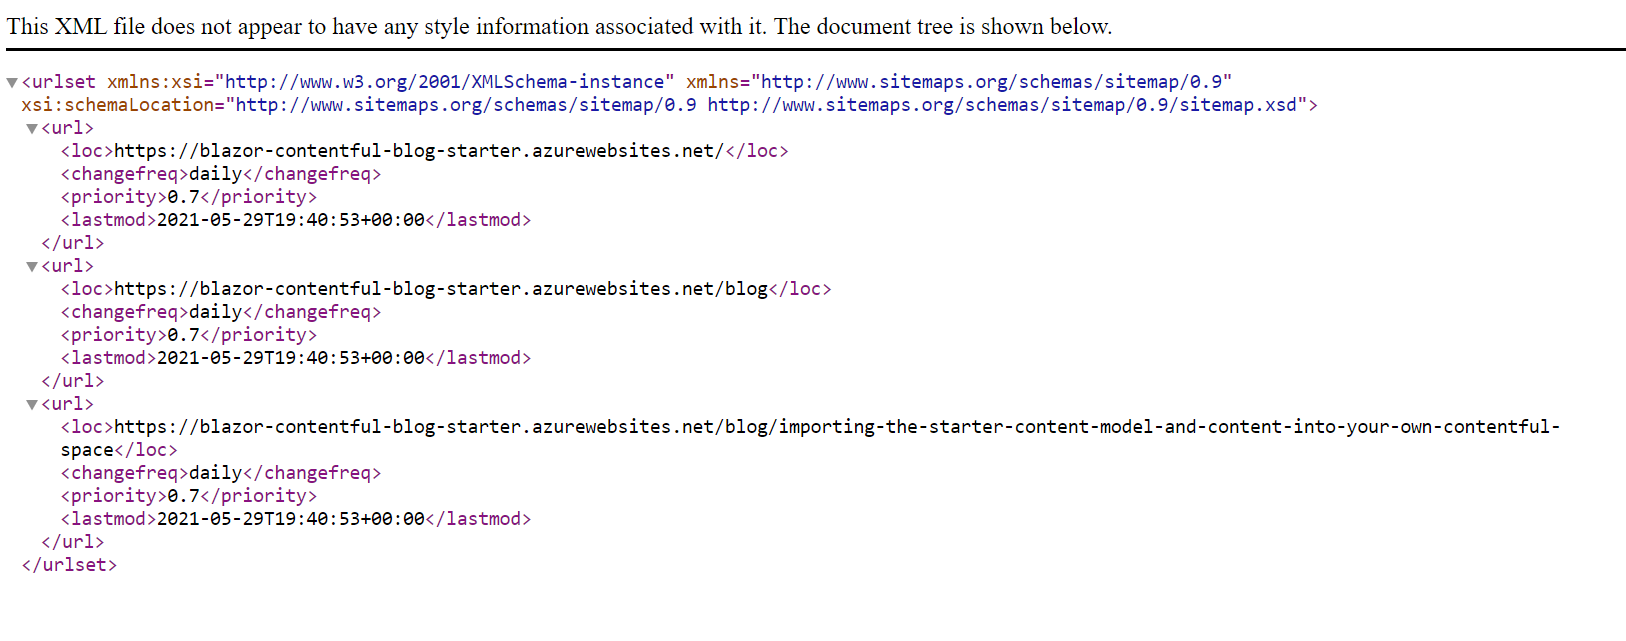 This XML file does not appear to have any style information associated with it. The document tree is shown below.
<urlset xmlns:xsi="http://www.w3.org/2001/XMLSchema-instance" xmlns="http://www.sitemaps.org/schemas/sitemap/0.9"
xsi:schemaLocation="http://www.sitemaps.org/schemas/sitemap/0.9 http://www.sitemaps.org/schemas/sitemap/0.9/sitemap.xsd">
<url>
<loc>https://blazor-contentful-blog-starter.azurewebsites.net/</loc>
<changefreq>daily</changefreq>
<priority>0.7</priority>
<lastmod>2021-05-29T19:40:53+00:00</lastmod>
</url>
<url>
<loc>https://blazor-contentful-blog-starter.azurewebsites.net/blog</loc>
<changefreq>daily</changefreq>
<priority>0.7</priority>
<lastmod>2021-05-29T19:40:53+00:00</lastmod>
</url>
<url>
<loc>https://blazor-contentful-blog-starter.azurewebsites.net/blog/importing-the-starter-content-model-and-content-into-your-own-contentful-
space</loc>
<changefreq>daily</changefreq>
<priority>0.7</priority>
<lastmod>2021-05-29T19:40:53+00:00</lastmod>
</url>
</urlset>